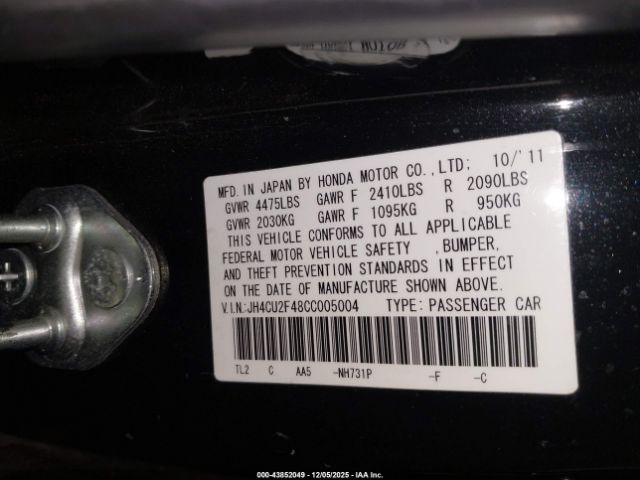 MFD. IN JAPAN BY HONDA MOTOR CO.,LTD; 10/'11
GVWR 4475LBS GAWR F 2410LBS R 2090LBS
GVWR 2030KG GAWR F 1095KG R 950KG
THIS VEHICLE CONFORMS TO ALL APPLICABLE
FEDERAL MOTOR VEHICLE SAFETY ,BUMPER,
AND THEFT PREVENTION STANDARDS IN EFFECT
ON THE DATE OF MANUFACTURE SHOWN ABOVE.
V.I.N.:JH4CU2F48CC005004 TYPE: PASSENGER CAR
TL2 C AA5 -NH731P -F -C
000-43852049 - 12/05/2025 - IAAI.com